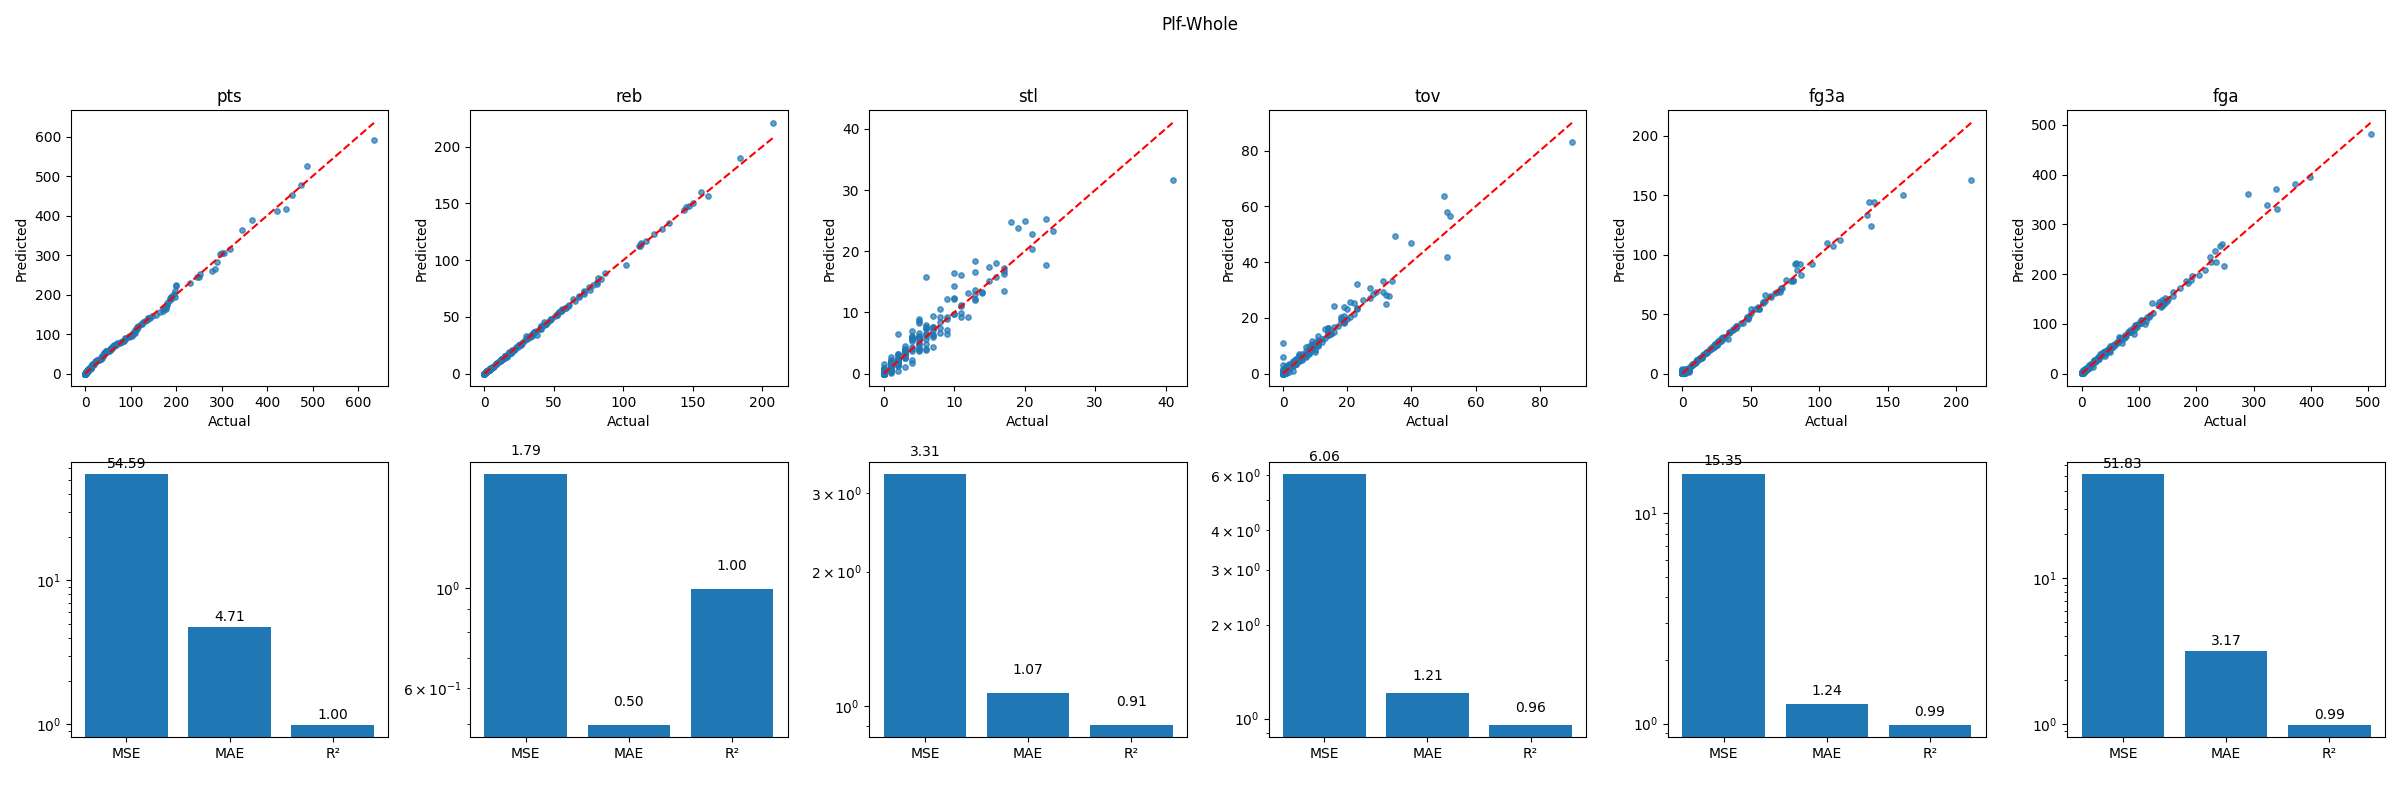 Plf-Whole
pts
reb
stl
tov
fg3a
fga
Predicted
600
500
400
300
200
100
0
0 100 200 300 400 500 600
Actual
Predicted
200
150
100
50
0
0 50 100 150 200
Actual
Predicted
40
30
20
10
0
0 10 20 30 40
Actual
Predicted
80
60
40
20
0
0 20 40 60 80
Actual
Predicted
200
150
100
50
0
0 50 100 150 200
Actual
Predicted
500
400
300
200
100
0
0 100 200 300 400 500
Actual
10¹
10⁰
54.59
4.71
1.00
MSE MAE R²
10⁰
6 × 10⁻¹
1.79
0.50
1.00
MSE MAE R²
3 × 10⁰
2 × 10⁰
10⁰
3.31
1.07
0.91
MSE MAE R²
6 × 10⁰
4 × 10⁰
3 × 10⁰
2 × 10⁰
10⁰
6.06
1.21
0.96
MSE MAE R²
10¹
10⁰
15.35
1.24
0.99
MSE MAE R²
10¹
10⁰
51.83
3.17
0.99
MSE MAE R²